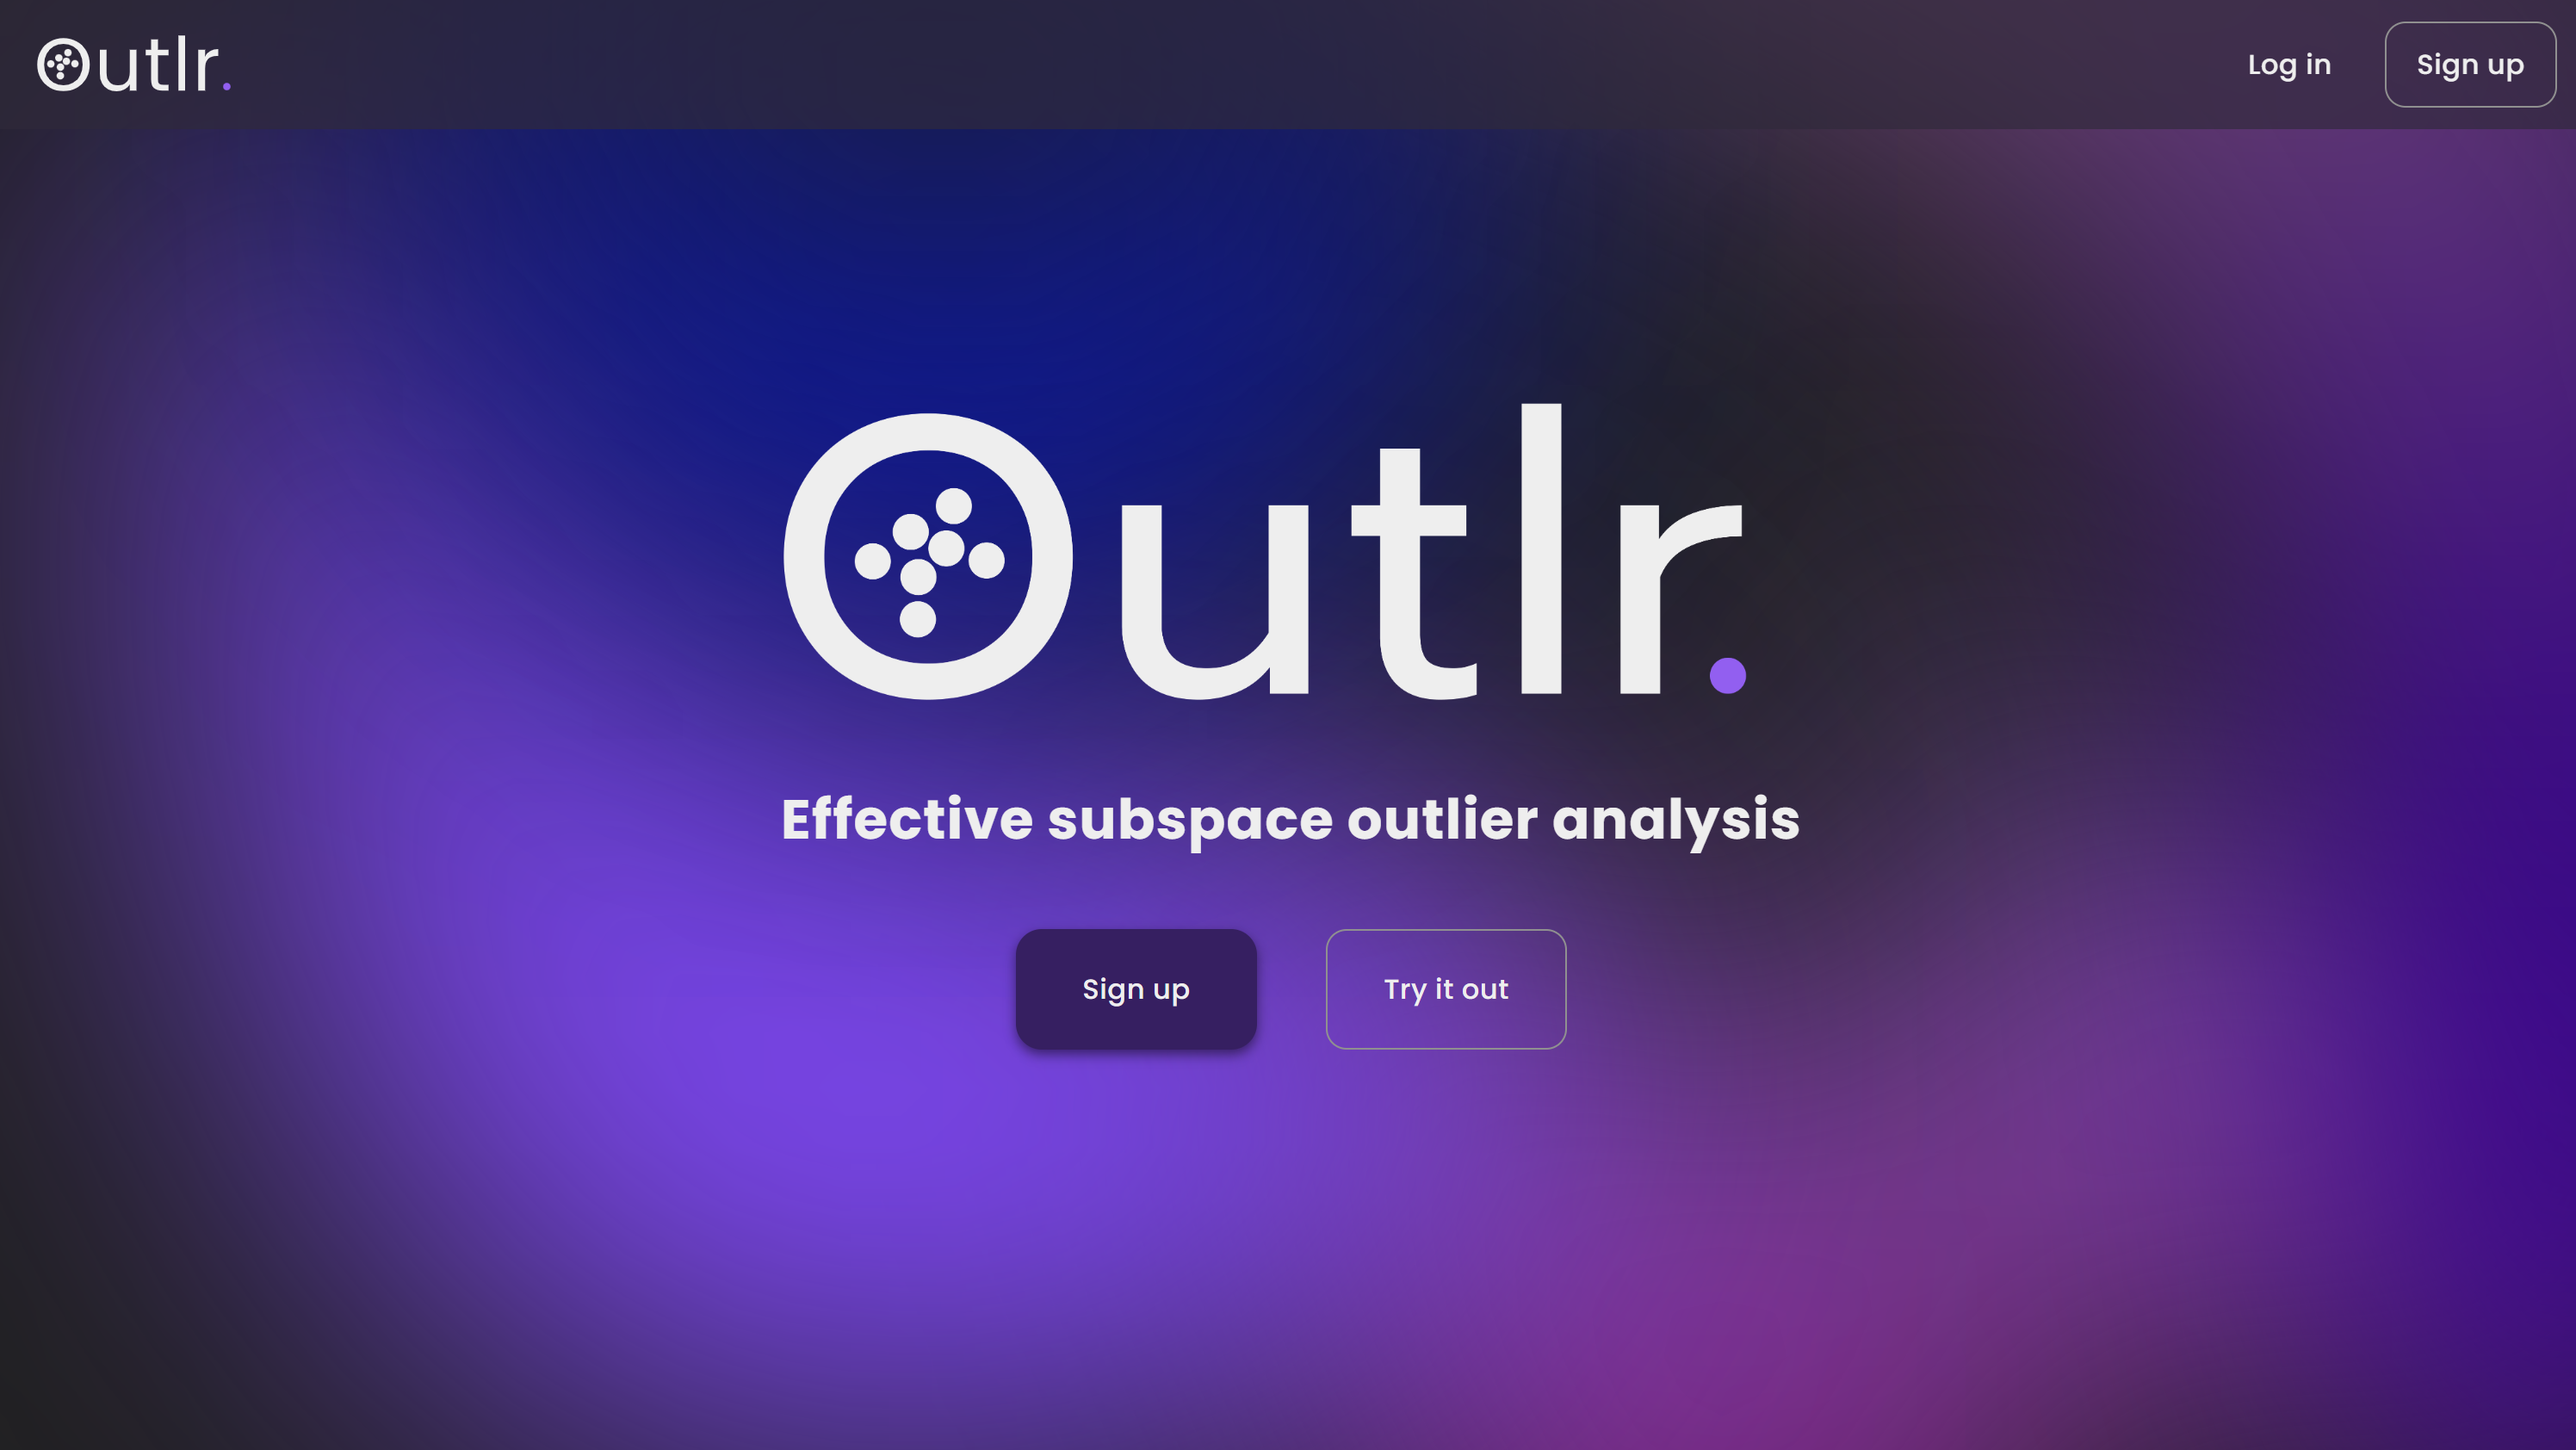 Outlr.
Log in
Sign up
Outlr.
Effective subspace outlier analysis
Sign up
Try it out